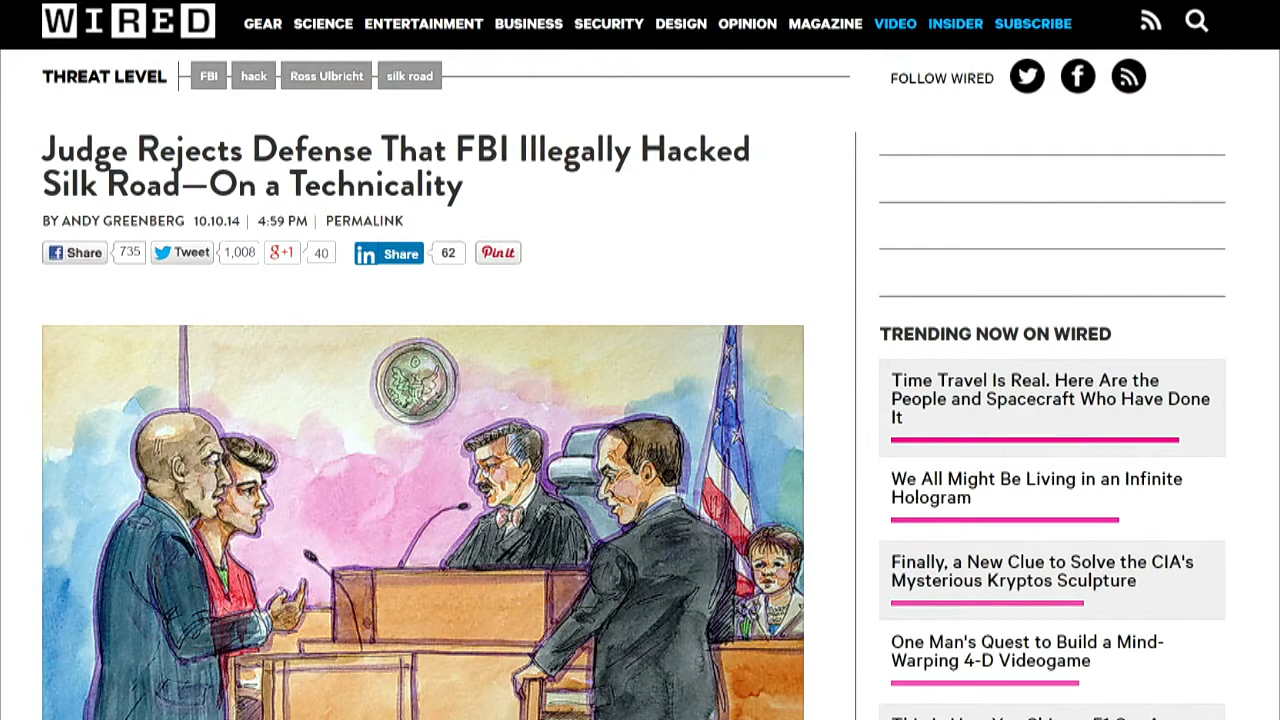 WIRED
GEAR SCIENCE ENTERTAINMENT BUSINESS SECURITY DESIGN OPINION MAGAZINE VIDEO INSIDER SUBSCRIBE
THREAT LEVEL
FBI hack Ross Ulbricht silk road
FOLLOW WIRED
Judge Rejects Defense That FBI Illegally Hacked
Silk Road—On a Technicality
BY ANDY GREENBERG 10.10.14 | 4:59 PM | PERMALINK
Share 735 Tweet 1,008 g+1 40 in Share 62 Pin it
TRENDING NOW ON WIRED
Time Travel Is Real. Here Are the
People and Spacecraft Who Have Done
It
We All Might Be Living in an Infinite
Hologram
Finally, a New Clue to Solve the CIA's
Mysterious Kryptos Sculpture
One Man's Quest to Build a Mind-
Warping 4-D Videogame